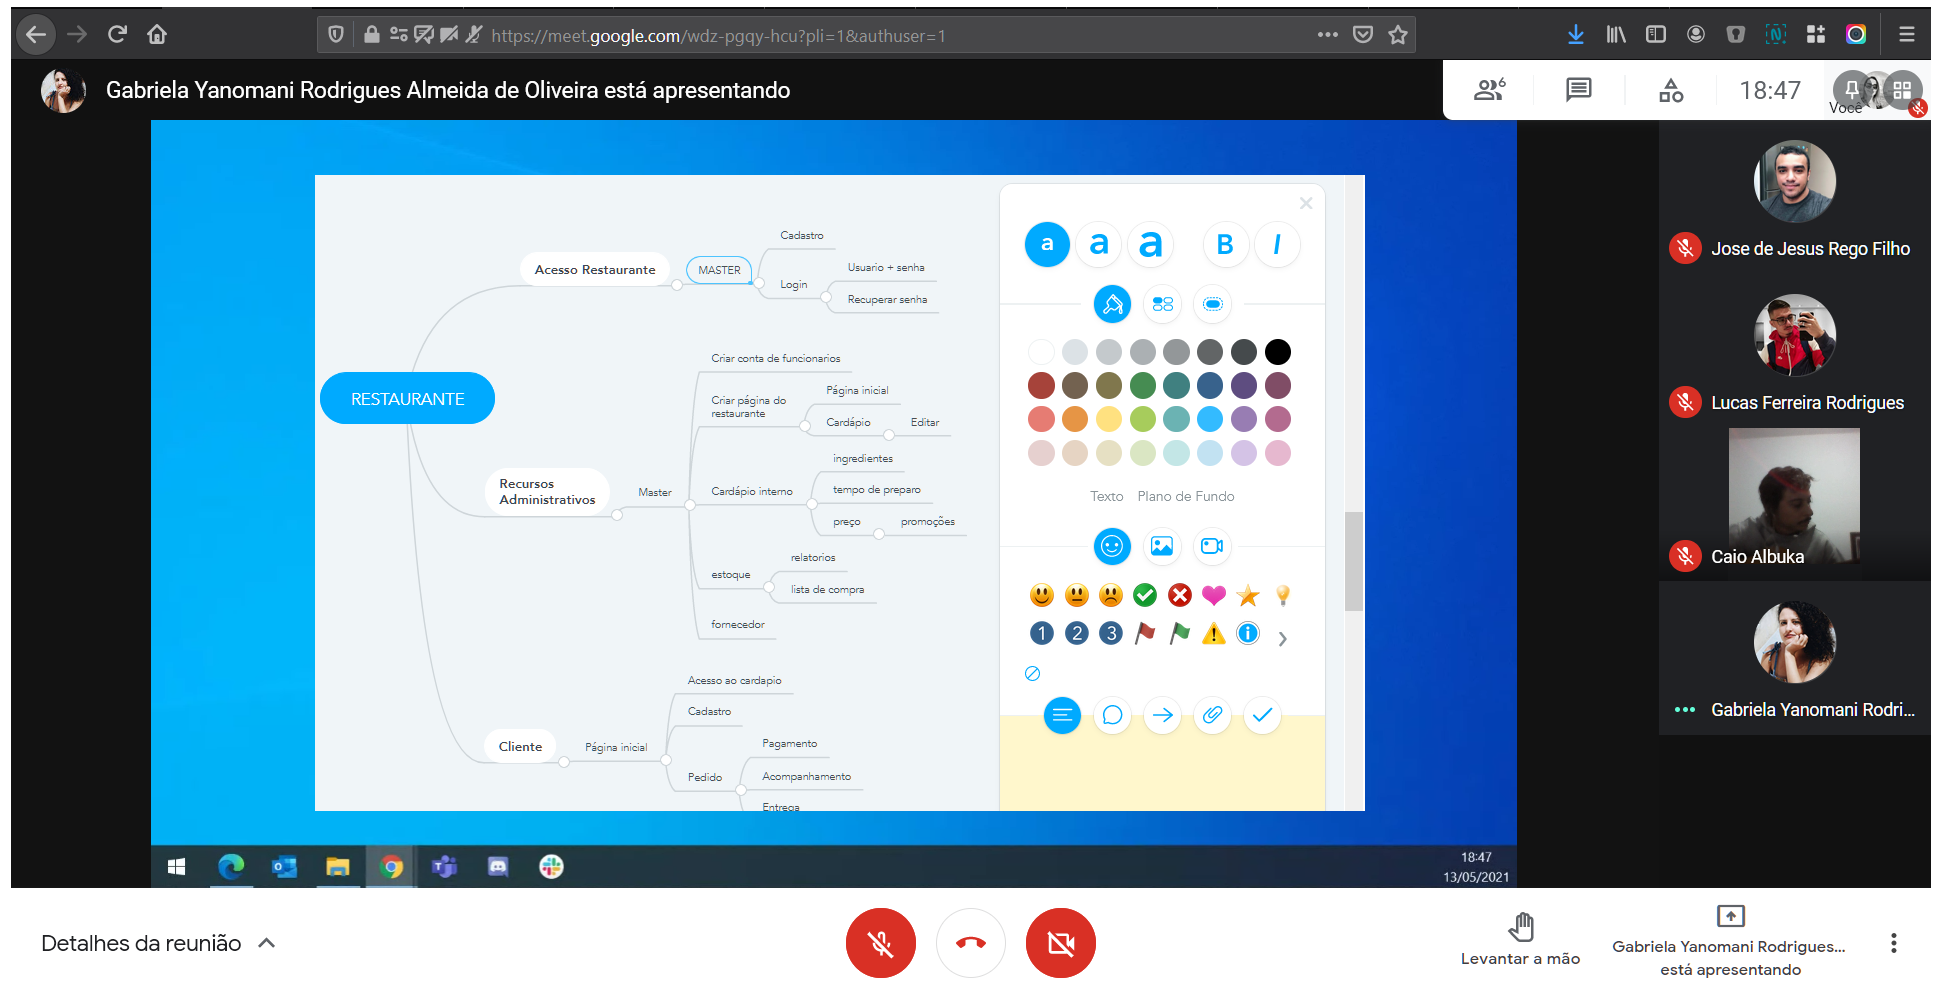 https://meet.google.com/wdz-pgqy-hcu?pli=1&authuser=1
Gabriela Yanomani Rodrigues Almeida de Oliveira está apresentando
6
18:47
Você
Jose de Jesus Rego Filho
Lucas Ferreira Rodrigues
Caio Albuka
Gabriela Yanomani Rodri...
RESTAURANTE
Acesso Restaurante
MASTER
Cadastro
Login
Usuario + senha
Recuperar senha
Recursos
Administrativos
Master
Criar conta de funcionarios
Criar página do
restaurante
Página inicial
Cardápio
Editar
Cardápio interno
ingredientes
tempo de preparo
preço
promoções
estoque
relatorios
lista de compra
fornecedor
Cliente
Página inicial
Acesso ao cardapio
Cadastro
Pedido
Pagamento
Acompanhamento
Entrega
a a a B I
Texto Plano de Fundo
1 2 3
18:47
13/05/2021
Detalhes da reunião
Levantar a mão
Gabriela Yanomani Rodrigues...
está apresentando